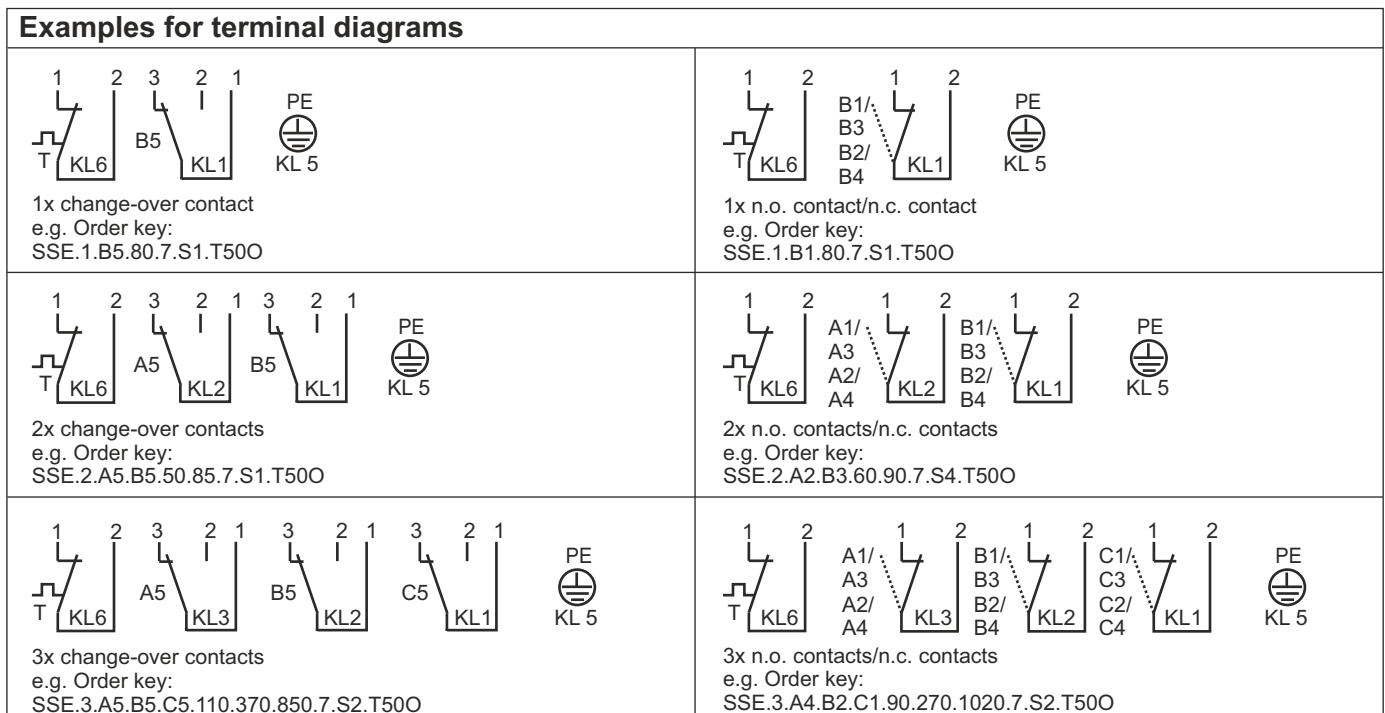 Examples for terminal diagrams
1 2 3 2 1
PE
B5
T KL6 KL1 KL 5
1x change-over contact
e.g. Order key:
SSE.1.B5.80.7.S1.T50O
1 2 1 2
B1/ PE
B3
B2/
T KL6 B4 KL1 KL 5
1x n.o. contact/n.c. contact
e.g. Order key:
SSE.1.B1.80.7.S1.T50O
1 2 3 2 1 3 2 1
PE
A5 B5
T KL6 KL2 KL1 KL 5
2x change-over contacts
e.g. Order key:
SSE.2.A5.B5.50.85.7.S1.T50O
1 2 1 2 1 2
A1/ B1/ PE
A3 B3
A2/ B2/
T KL6 A4 KL2 B4 KL1 KL 5
2x n.o. contacts/n.c. contacts
e.g. Order key:
SSE.2.A2.B3.60.90.7.S4.T50O
1 2 3 2 1 3 2 1 3 2 1
PE
A5 B5 C5
T KL6 KL3 KL2 KL1 KL 5
3x change-over contacts
e.g. Order key:
SSE.3.A5.B5.C5.110.370.850.7.S2.T50O
1 2 1 2 1 2 1 2
A1/ B1/ C1/ PE
A3 B3 C3
A2/ B2/ C2/
T KL6 A4 KL3 B4 KL2 C4 KL1 KL 5
3x n.o. contacts/n.c. contacts
e.g. Order key:
SSE.3.A4.B2.C1.90.270.1020.7.S2.T50O